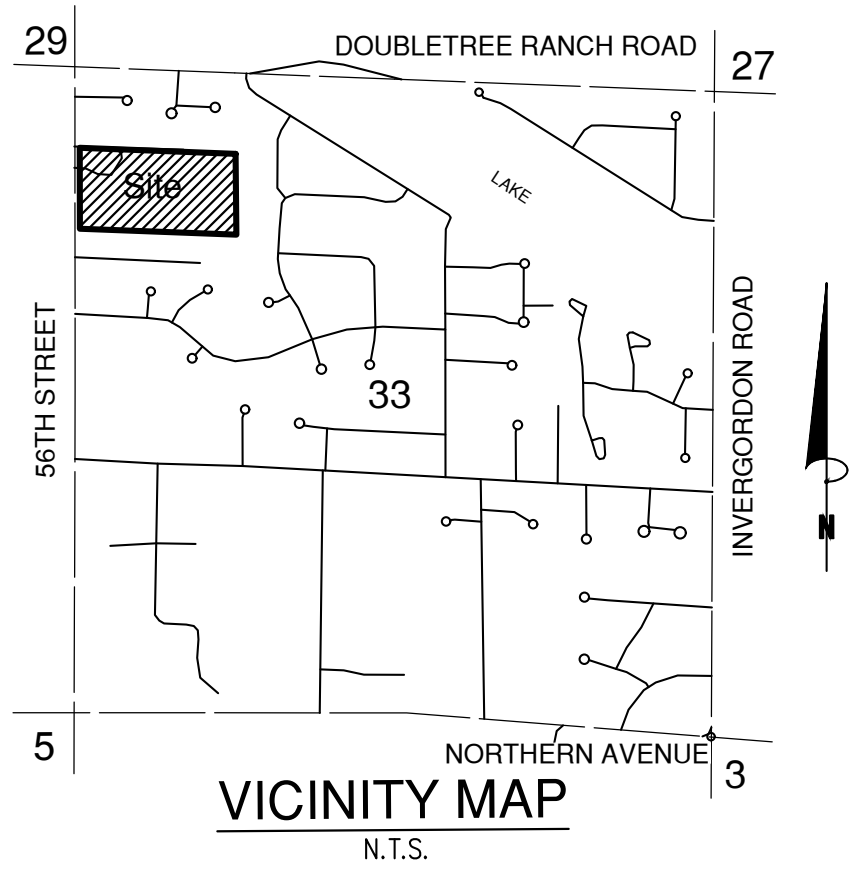 29
DOUBLETREE RANCH ROAD
27
Site
LAKE
56TH STREET
INVERGORDON ROAD
33
N
5
NORTHERN AVENUE
3
VICINITY MAP
N.T.S.